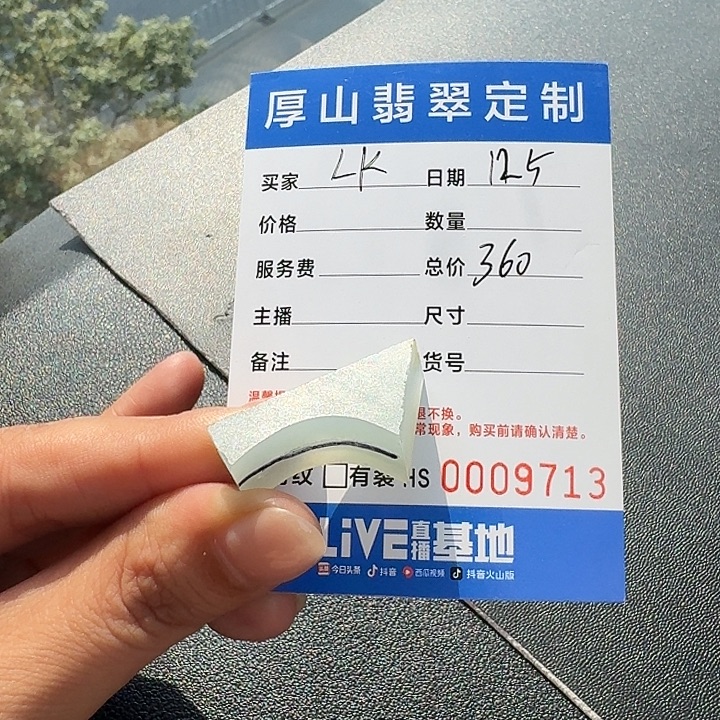 厚山翡翠定制
买家 LK 日期 125
价格 数量
服务费 总价 360
主播 尺寸
备注 货号
温馨
退不换。
常现象，购买前请确认清楚。
纹 □有裂 HS 0009713
LiVE直播基地
今日头条 抖音 西瓜视频 抖音火山版